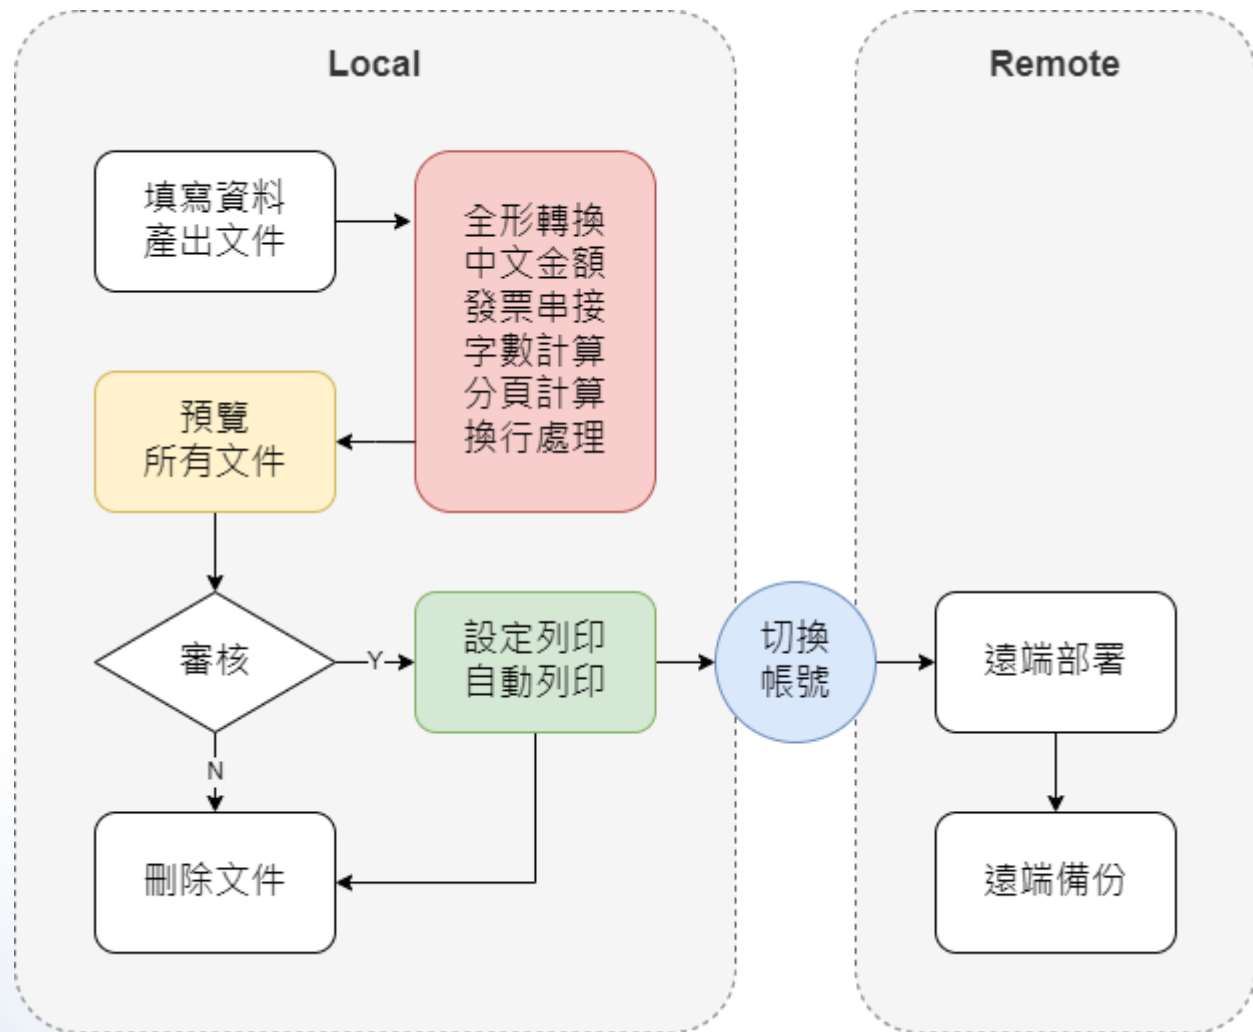 Local
Remote
填寫資料
產出文件
全形轉換
中文金額
發票串接
字數計算
分頁計算
換行處理
預覽
所有文件
審核
Y
設定列印
自動列印
切換
帳號
遠端部署
N
刪除文件
遠端備份